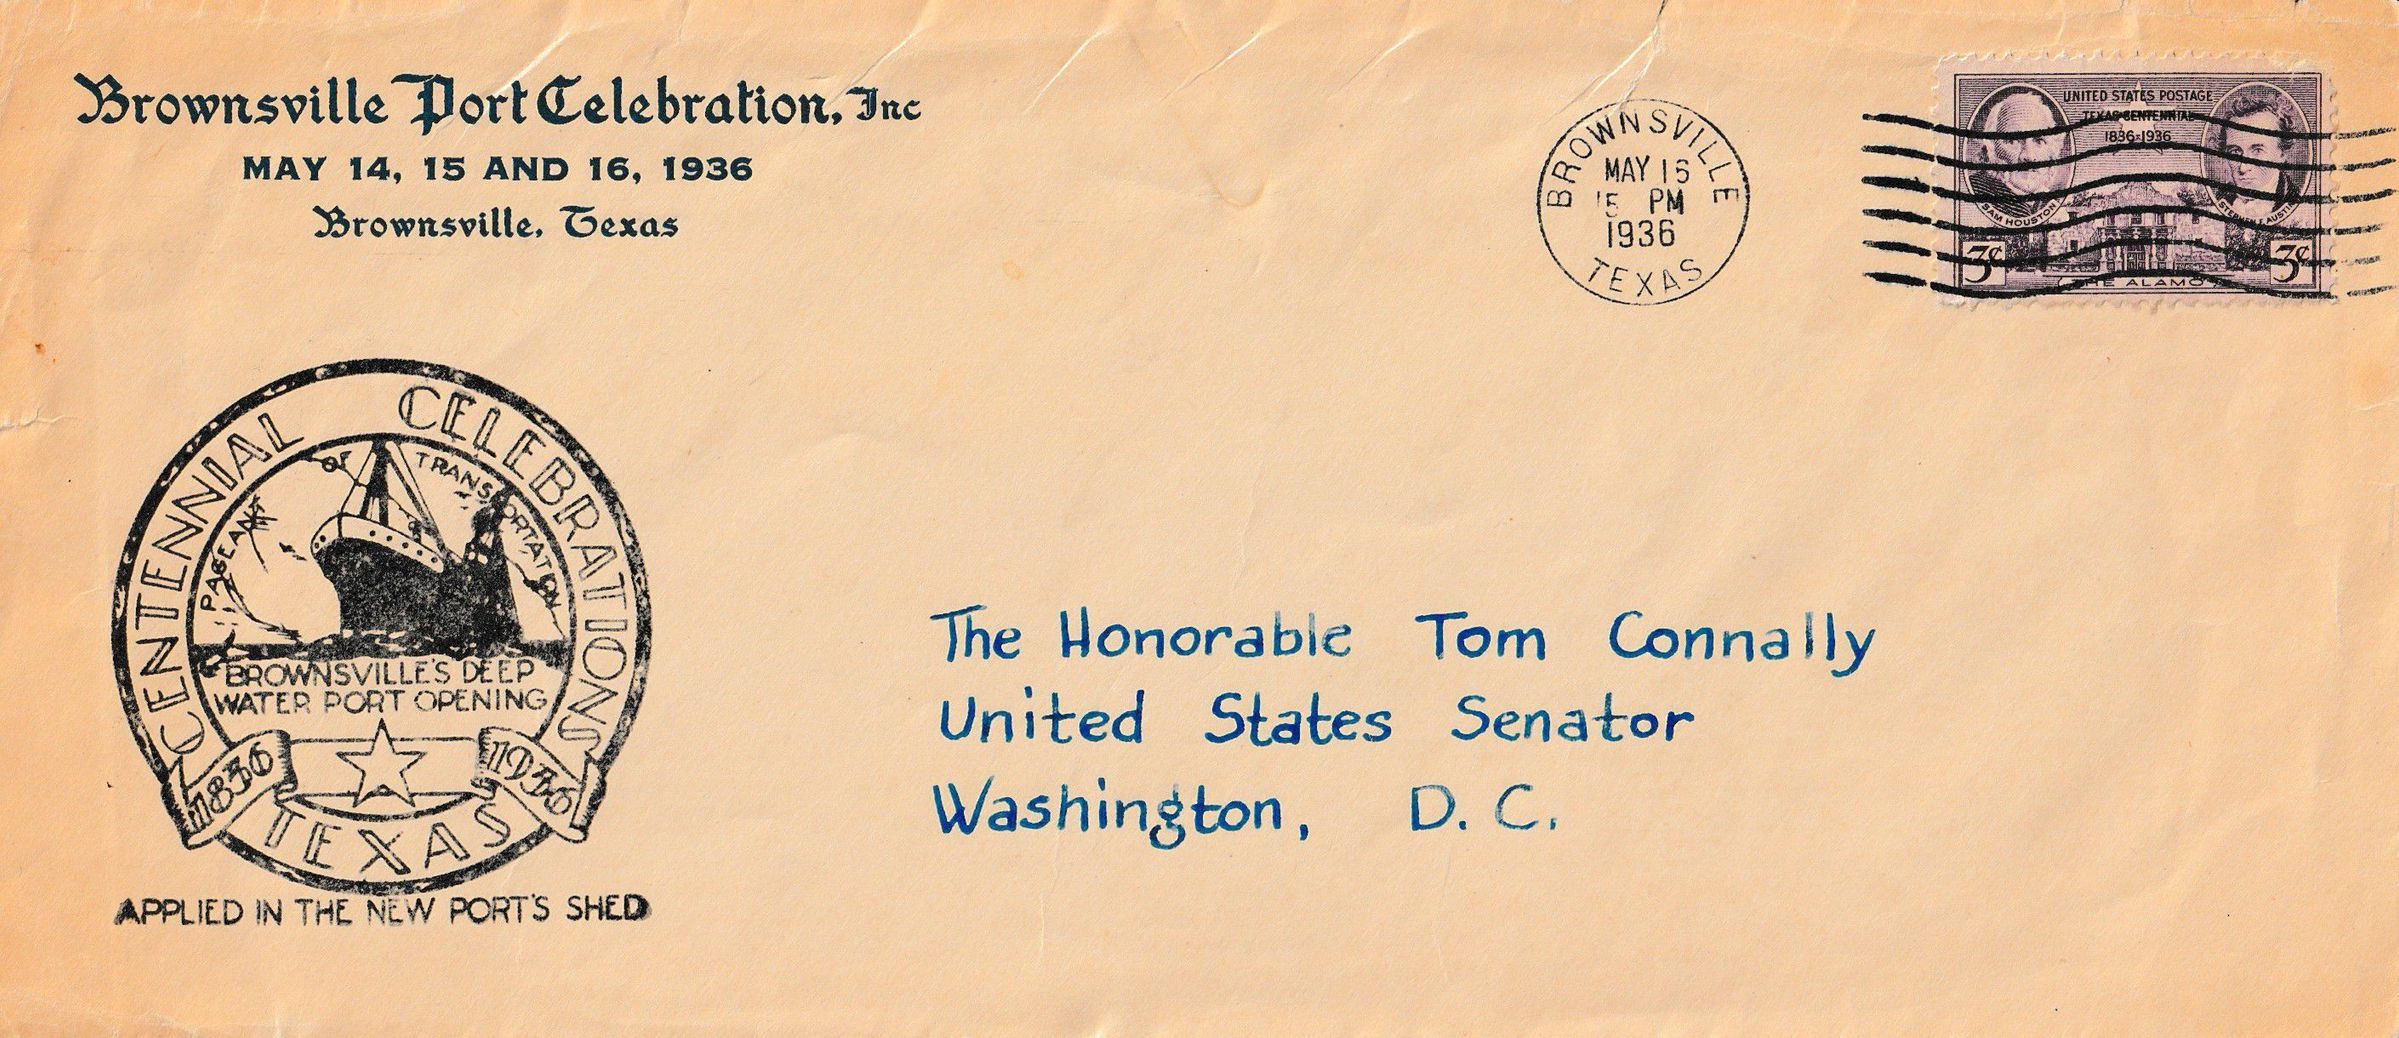 Brownsville Port Celebration, Inc
MAY 14, 15 AND 16, 1936
Brownsville, Texas
BROWNSVILLE
MAY 15
5 PM
1936
TEXAS
UNITED STATES POSTAGE
TEXAS CENTENNIAL
1836-1936
SAM HOUSTON
STEPHEN F. AUSTIN
3¢ 3¢
THE ALAMO
CENTENNIAL CELEBRATIONS
PAGEANT OF TRANSPORTATION
BROWNSVILLE'S DEEP
WATER PORT OPENING
1836 1936
TEXAS
APPLIED IN THE NEW PORT'S SHED
The Honorable Tom Connally
United States Senator
Washington, D. C.